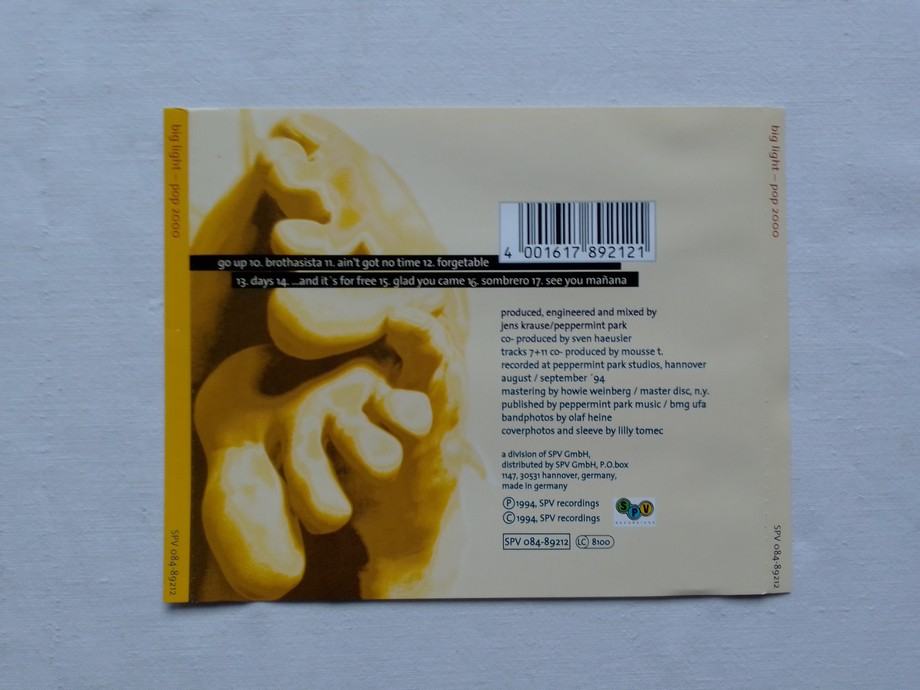 big light – pop 2000
SPV 084-89212
4 001617 892121
go up 10. brothasista 11. ain't got no time 12. forgetable
13. days 14. ...and it`s for free 15. glad you came 16. sombrero 17. see you mañana
produced, engineered and mixed by
jens krause/peppermint park
co- produced by sven haeusler
tracks 7+11 co- produced by mousse t.
recorded at peppermint park studios, hannover
august / september ´94
mastering by howie weinberg / master disc, n.y.
published by peppermint park music / bmg ufa
bandphotos by olaf heine
coverphotos and sleeve by lilly tomec
a division of SPV GmbH,
distributed by SPV GmbH, P.O.box
1147, 30531 hannover, germany,
made in germany
Ⓟ 1994, SPV recordings
Ⓒ 1994, SPV recordings
SPV
RECORDINGS
SPV 084-89212 LC 8100
big light – pop 2000
SPV 084-89212